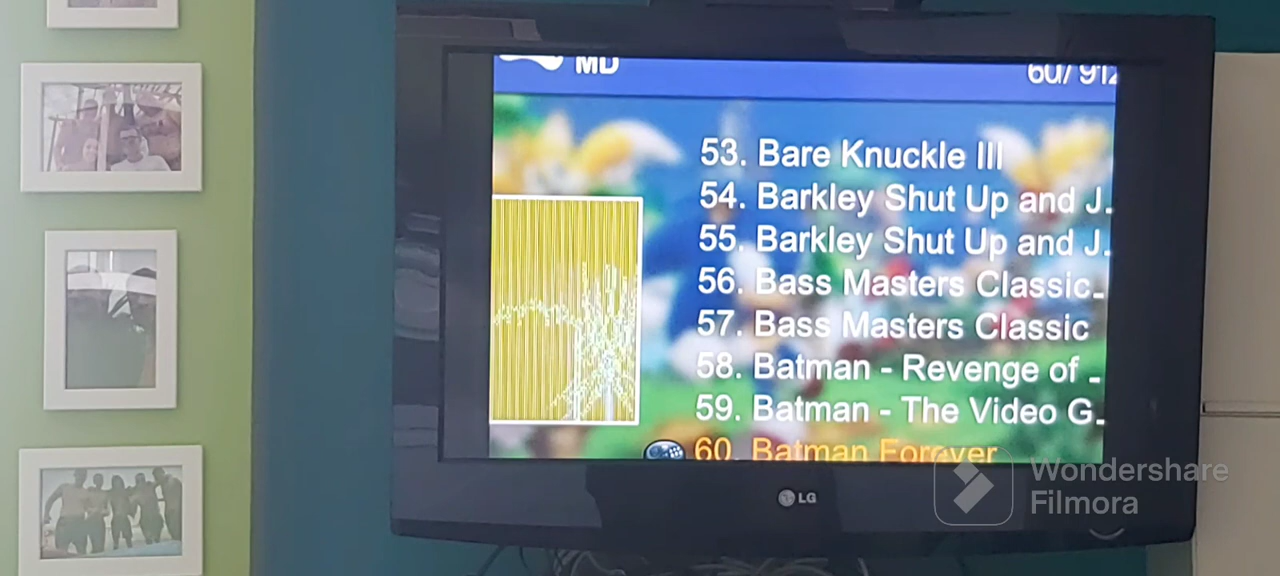 MD
60/912
53. Bare Knuckle III
54. Barkley Shut Up and J.
55. Barkley Shut Up and J.
56. Bass Masters Classic-
57. Bass Masters Classic
58. Batman - Revenge of -
59. Batman - The Video G.
60. Batman Forever
LG
Wondershare
Filmora